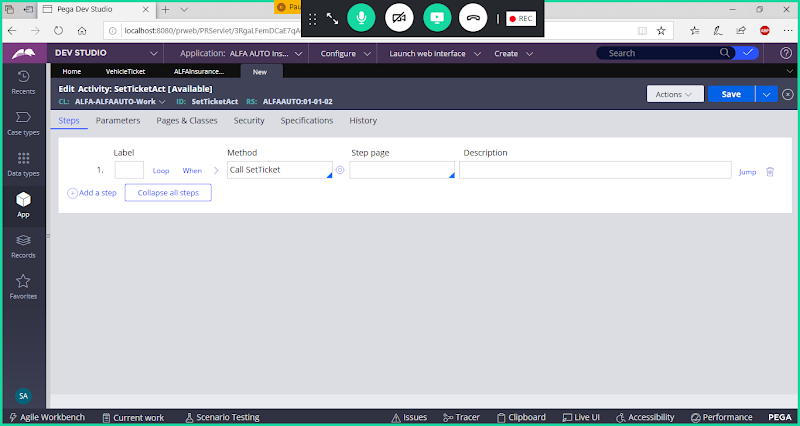 Pega Dev Studio
Pau
REC
localhost:8080/prweb/PRServlet/3RgaLFemDCaE7qA
DEV STUDIO
Application: ALFA AUTO Ins...
Configure
Launch web interface
Create
Search
Recents
Case types
Data types
App
Records
Favorites
SA
Home
VehicleTicket
ALFAInsurance...
New
Edit Activity: SetTicketAct [Available]
CL: ALFA-ALFAAUTO-Work ID: SetTicketAct RS: ALFAAUTO:01-01-02
Actions
Save
Steps
Parameters
Pages & Classes
Security
Specifications
History
Label
Method
Step page
Description
1.
Loop
When
Call SetTicket
Jump
Add a step
Collapse all steps
Agile Workbench
Current work
Scenario Testing
Issues
Tracer
Clipboard
Live UI
Accessibility
Performance
PEGA